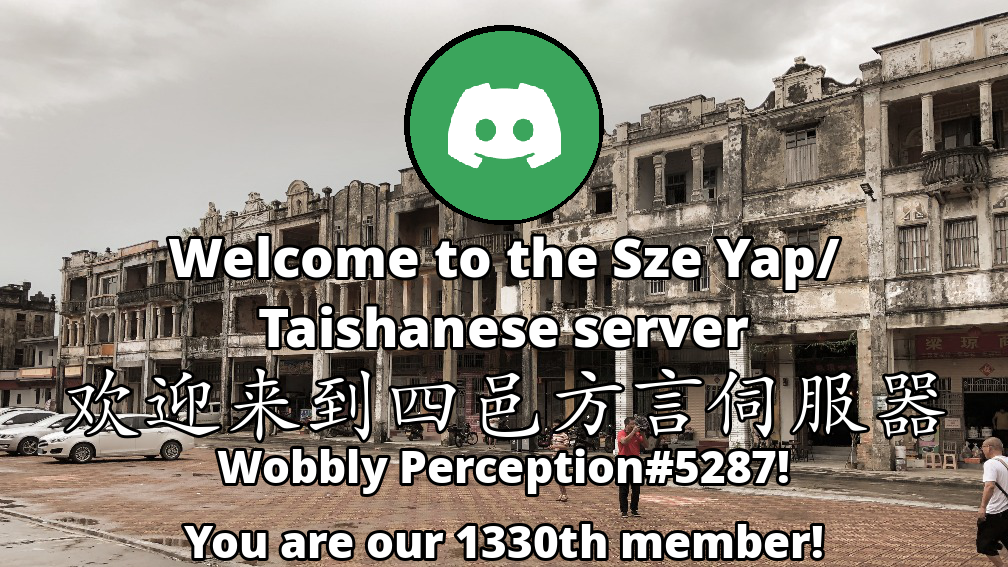 Welcome to the Sze Yap/
Taishanese server
欢迎来到四邑方言伺服器
Wobbly Perception#5287!
You are our 1330th member!